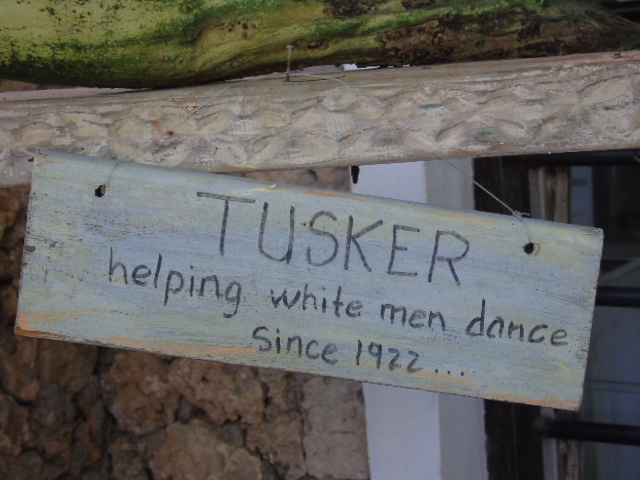 TUSKER
helping white men dance
Since 1922....